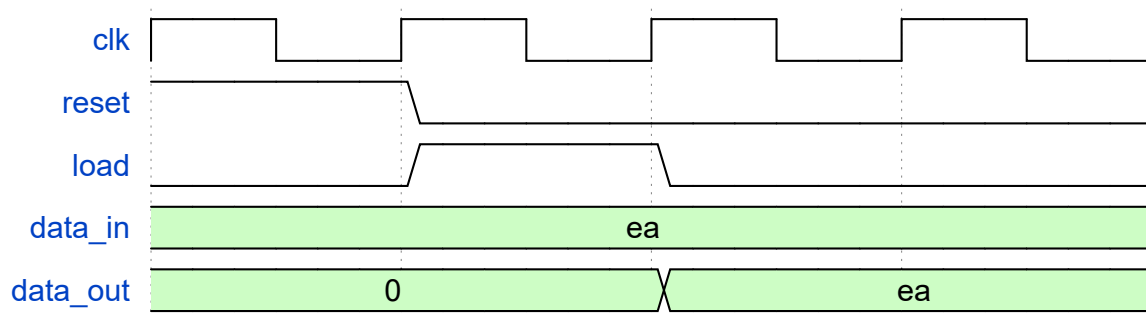 clk
reset
load
data_in ea
data_out 0 ea